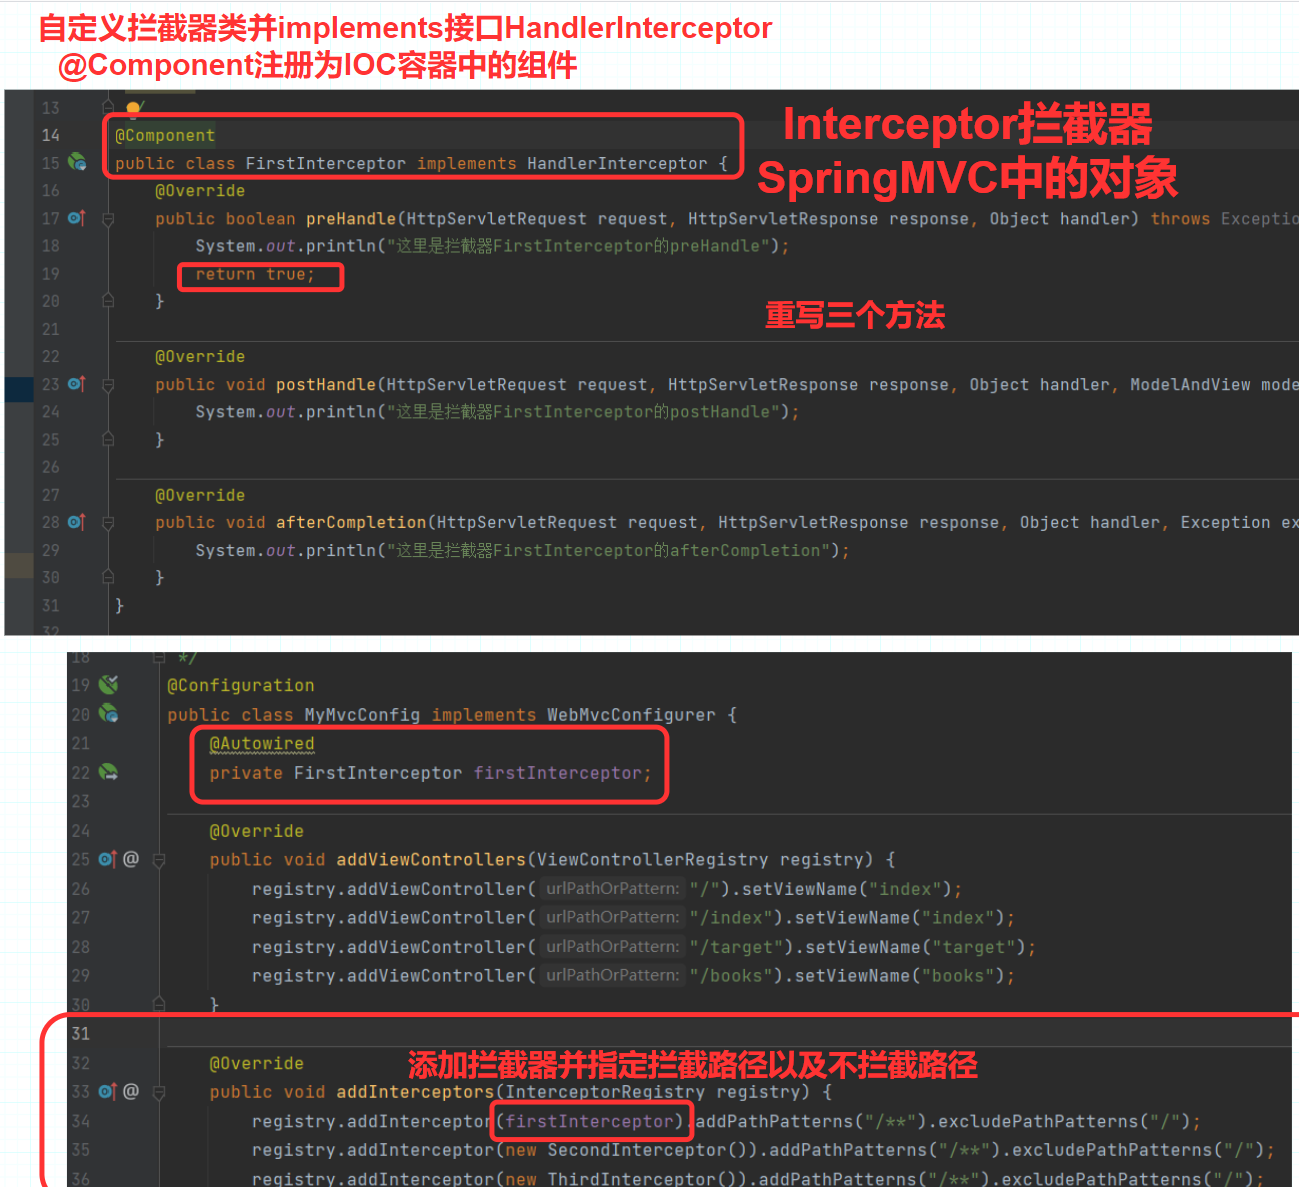 自定义拦截器类并implements接口HandlerInterceptor
@Component注册为IOC容器中的组件
13
14 @Component
Interceptor拦截器
15 public class FirstInterceptor implements HandlerInterceptor {
SpringMVC中的对象
16 @Override
17 public boolean preHandle(HttpServletRequest request, HttpServletResponse response, Object handler) throws Exceptio
18 System.out.println("这里是拦截器FirstInterceptor的preHandle");
19 return true;
20 }
重写三个方法
21
22 @Override
23 public void postHandle(HttpServletRequest request, HttpServletResponse response, Object handler, ModelAndView mode
24 System.out.println("这里是拦截器FirstInterceptor的postHandle");
25 }
26
27 @Override
28 public void afterCompletion(HttpServletRequest request, HttpServletResponse response, Object handler, Exception ex
29 System.out.println("这里是拦截器FirstInterceptor的afterCompletion");
30 }
31 }
32
18 */
19 @Configuration
20 public class MyMvcConfig implements WebMvcConfigurer {
21 @Autowired
22 private FirstInterceptor firstInterceptor;
23
24 @Override
25 @ public void addViewControllers(ViewControllerRegistry registry) {
26 registry.addViewController( urlPathOrPattern: "/").setViewName("index");
27 registry.addViewController( urlPathOrPattern: "/index").setViewName("index");
28 registry.addViewController( urlPathOrPattern: "/target").setViewName("target");
29 registry.addViewController( urlPathOrPattern: "/books").setViewName("books");
30 }
31
32 @Override
添加拦截器并指定拦截路径以及不拦截路径
33 @ public void addInterceptors(InterceptorRegistry registry) {
34 registry.addInterceptor(firstInterceptor).addPathPatterns("/**").excludePathPatterns("/");
35 registry.addInterceptor(new SecondInterceptor()).addPathPatterns("/**").excludePathPatterns("/");
36 registry.addInterceptor(new ThirdInterceptor()).addPathPatterns("/**").excludePathPatterns("/");